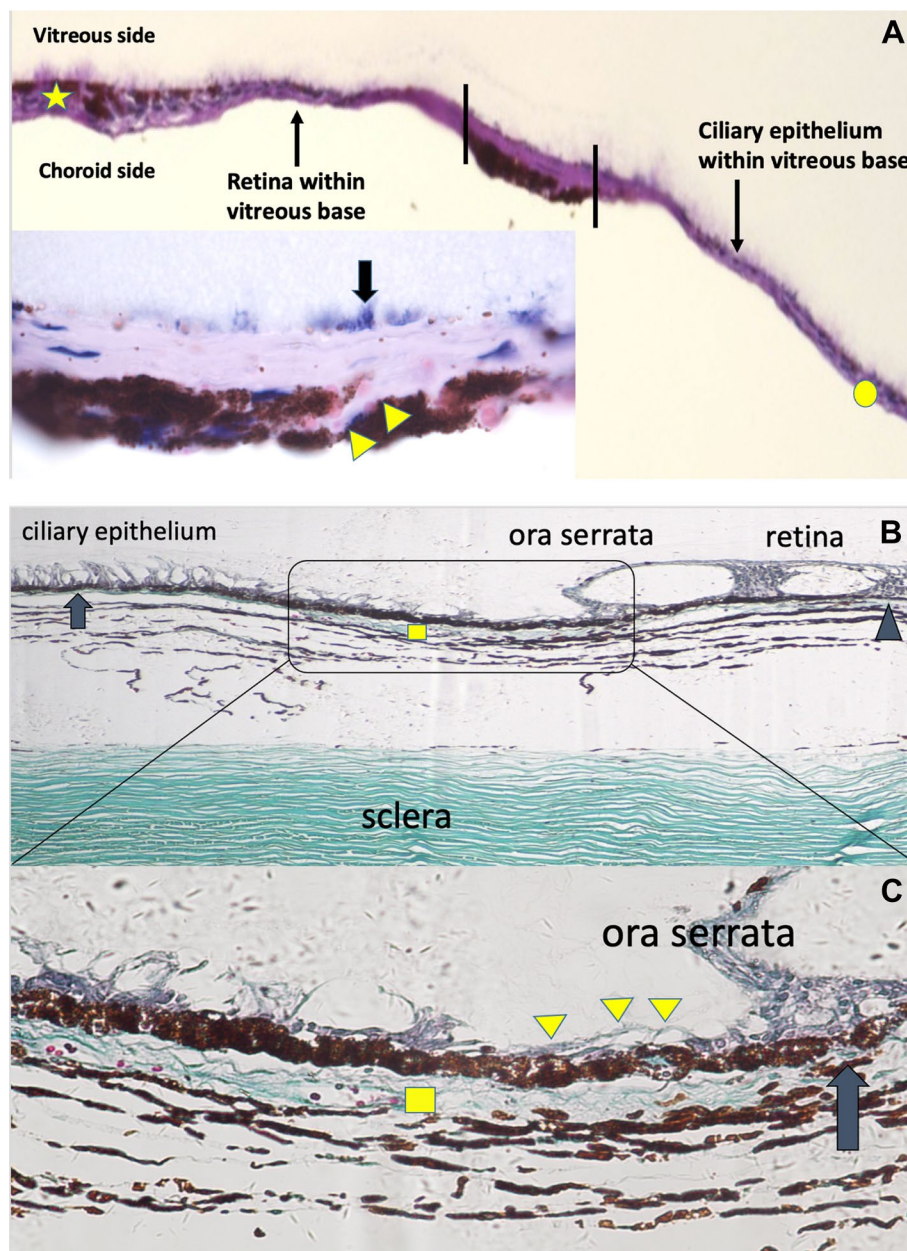 A
Vitreous side
Choroid side
Retina within
vitreous base
Ciliary epithelium
within vitreous base
B
ciliary epithelium
ora serrata
retina
sclera
C
ora serrata